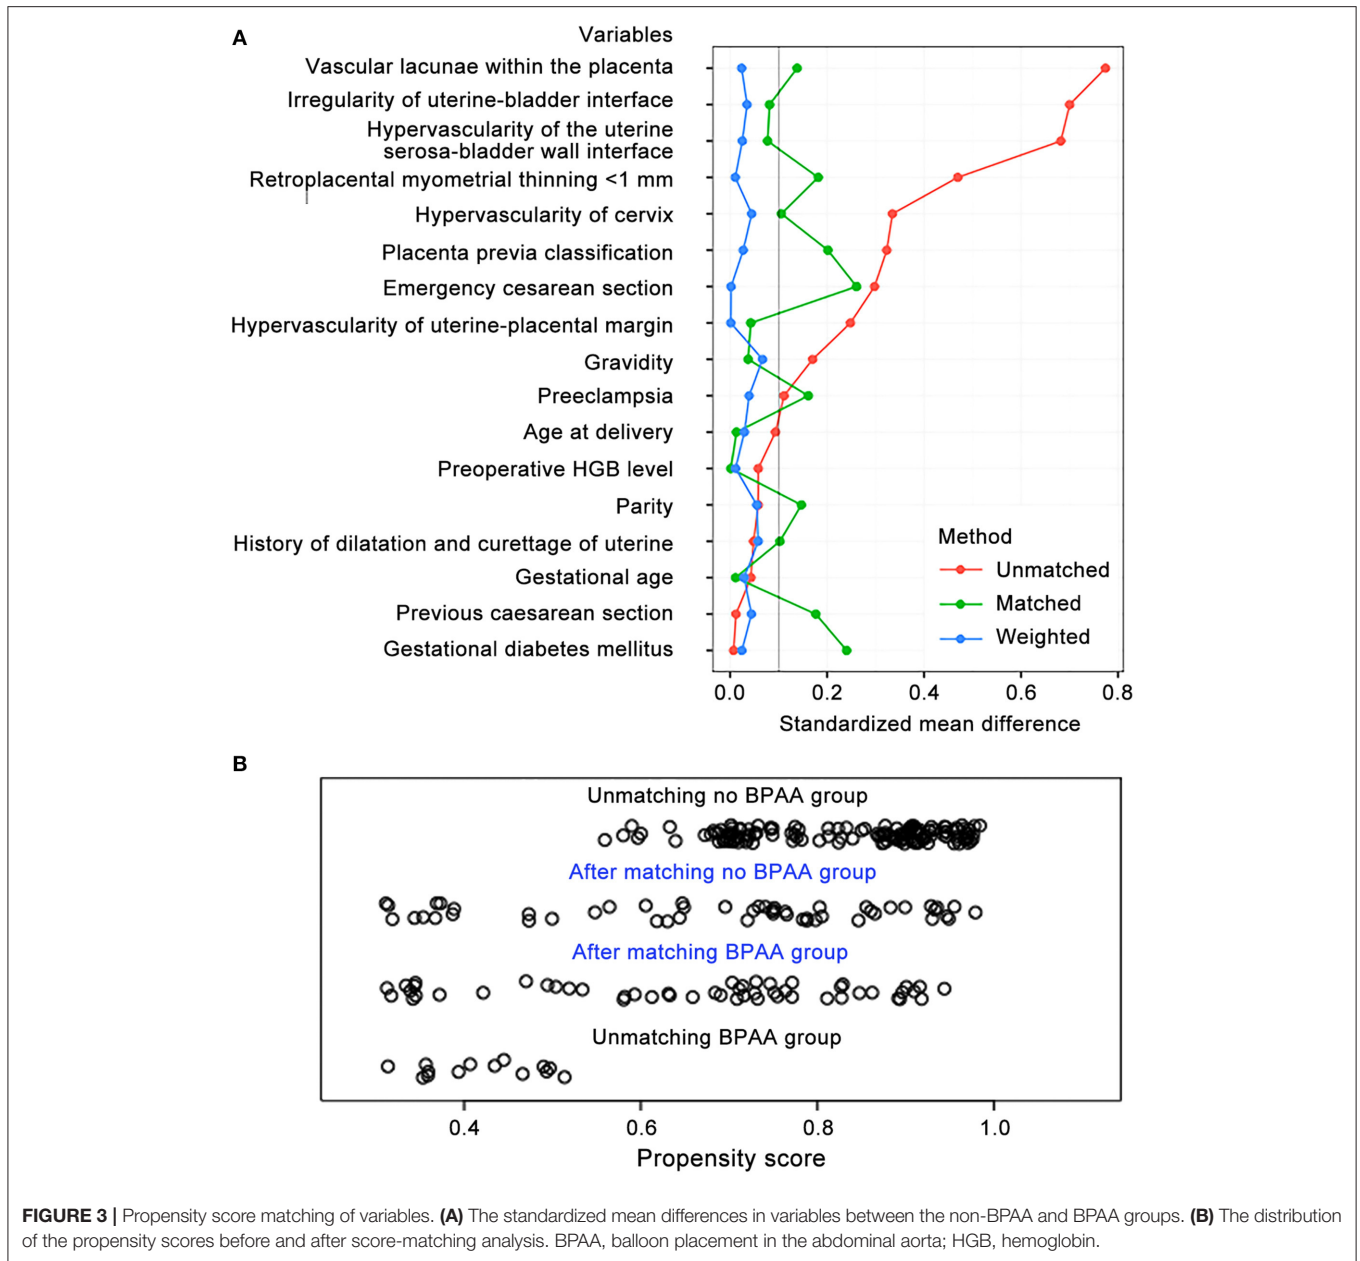 A
Variables
Vascular lacunae within the placenta
Irregularity of uterine-bladder interface
Hypervascularity of the uterine
serosa-bladder wall interface
Retroplacental myometrial thinning <1 mm
Hypervascularity of cervix
Placenta previa classification
Emergency cesarean section
Hypervascularity of uterine-placental margin
Gravidity
Preeclampsia
Age at delivery
Preoperative HGB level
Parity
History of dilatation and curettage of uterine
Gestational age
Previous caesarean section
Gestational diabetes mellitus
Method
Unmatched
Matched
Weighted
0.0 0.2 0.4 0.6 0.8
Standardized mean difference
B
Unmatching no BPAA group
After matching no BPAA group
After matching BPAA group
Unmatching BPAA group
0.4 0.6 0.8 1.0
Propensity score
FIGURE 3 | Propensity score matching of variables. (A) The standardized mean differences in variables between the non-BPAA and BPAA groups. (B) The distribution
of the propensity scores before and after score-matching analysis. BPAA, balloon placement in the abdominal aorta; HGB, hemoglobin.